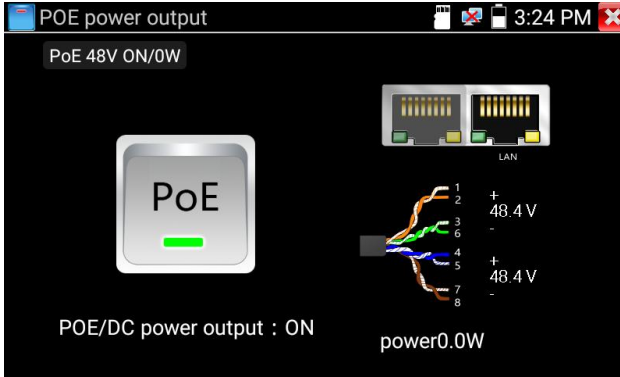 POE power output
3:24 PM
PoE 48V ON/0W
LAN
PoE
1
2
+
48.4 V
3
6
-
4
5
+
48.4 V
7
8
-
POE/DC power output : ON
power0.0W